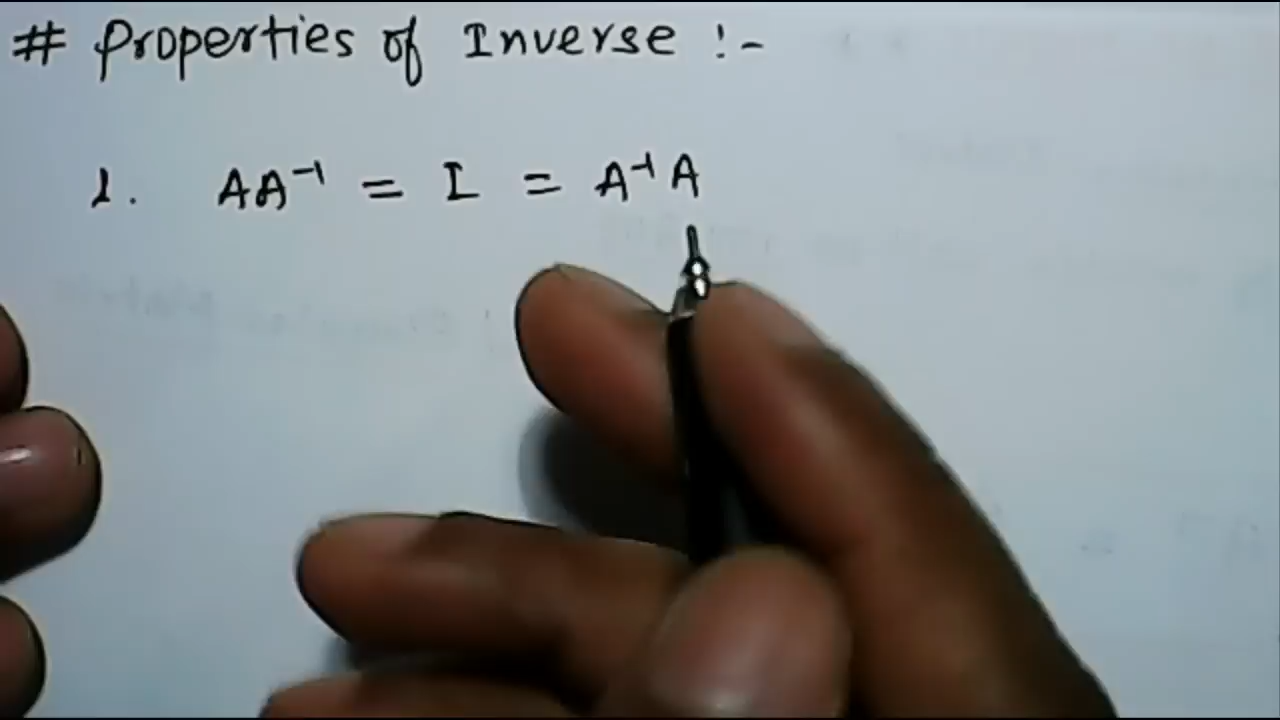 # Properties of Inverse :-
1. AA⁻¹ = I = A⁻¹A